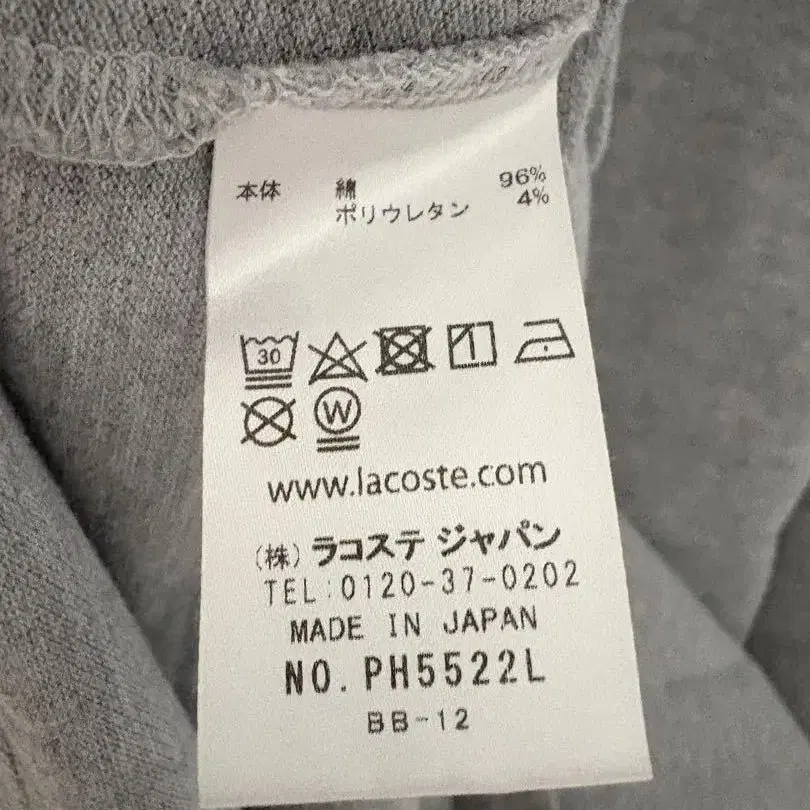 本体 綿 96%
ポリウレタン 4%
30
W
www.lacoste.com
(株) ラコステ ジャパン
TEL:0120-37-0202
MADE IN JAPAN
NO. PH5522L
BB-12